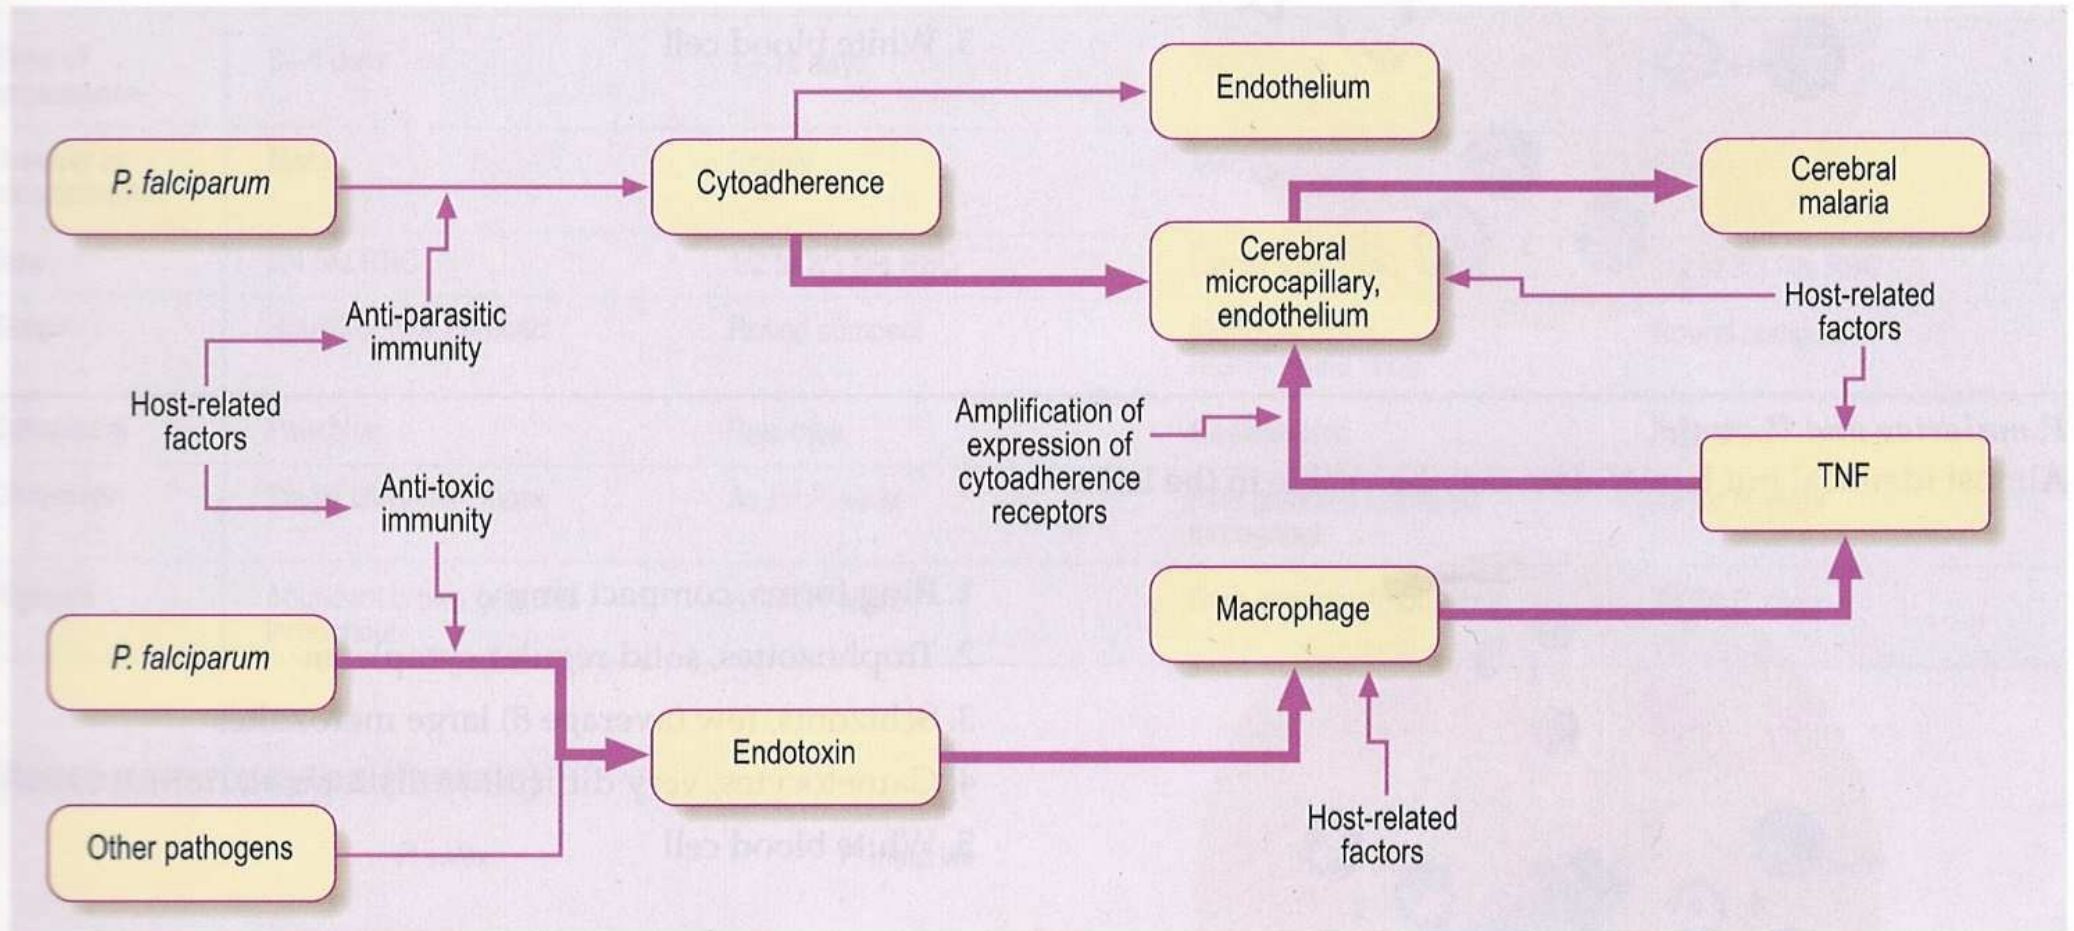 Endothelium
P. falciparum
Cytoadherence
Cerebral
malaria
Cerebral
microcapillary,
endothelium
Host-related
factors
Anti-parasitic
immunity
Host-related
factors
Amplification of
expression of
cytoadherence
receptors
TNF
Anti-toxic
immunity
Macrophage
P. falciparum
Endotoxin
Other pathogens
Host-related
factors